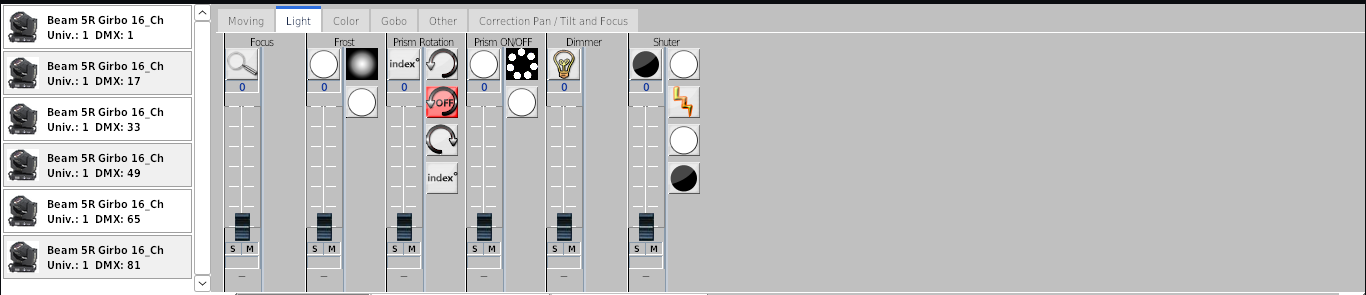 Beam 5R Girbo 16_Ch
Univ.: 1 DMX: 1
Beam 5R Girbo 16_Ch
Univ.: 1 DMX: 17
Beam 5R Girbo 16_Ch
Univ.: 1 DMX: 33
Beam 5R Girbo 16_Ch
Univ.: 1 DMX: 49
Beam 5R Girbo 16_Ch
Univ.: 1 DMX: 65
Beam 5R Girbo 16_Ch
Univ.: 1 DMX: 81
Moving Light Color Gobo Other Correction Pan / Tilt and Focus
Focus Frost Prism Rotation Prism ON/OFF Dimmer Shuter
index°
0 0 0 0 0 0
OFF
index°
S M S M S M S M S M S M
– – – – – –